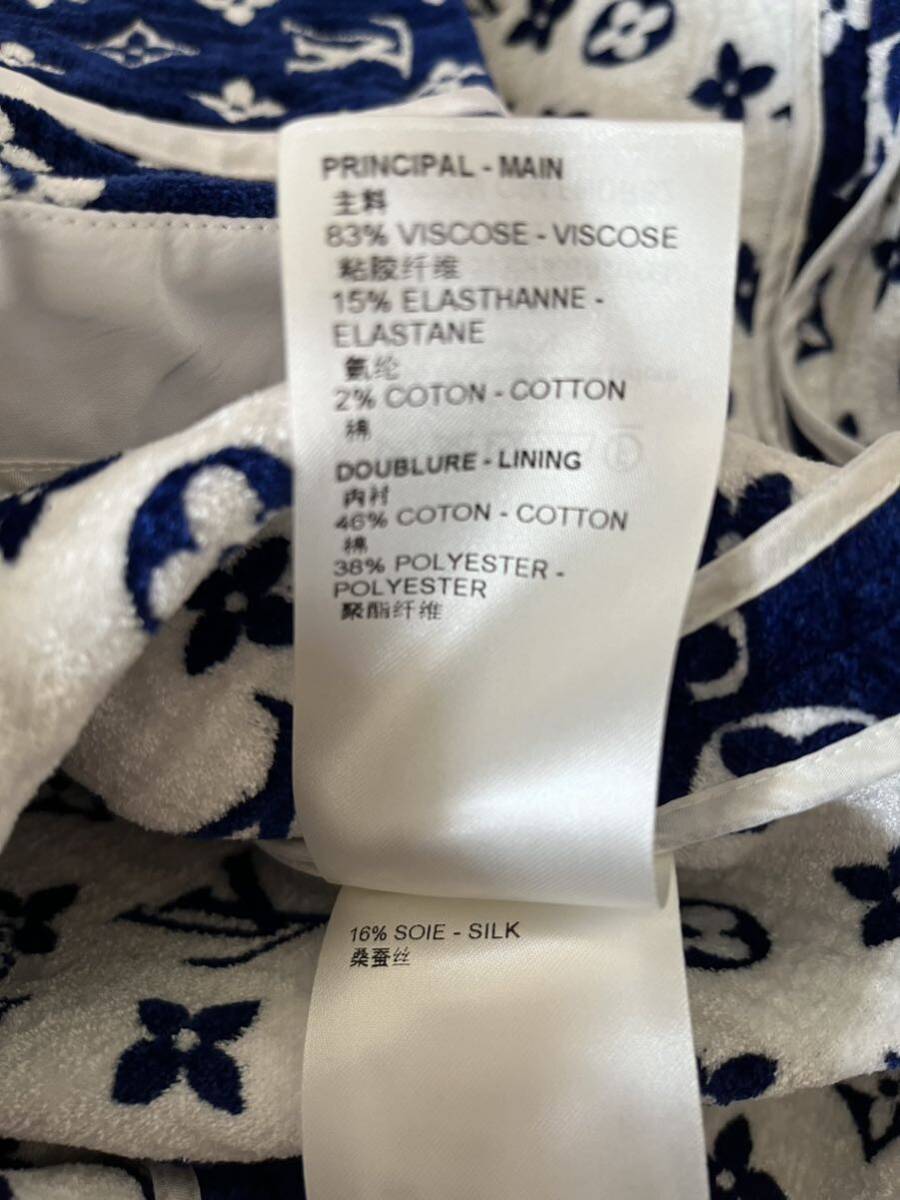 PRINCIPAL - MAIN
主料
83% VISCOSE - VISCOSE
粘胶纤维
15% ELASTHANNE -
ELASTANE
氨纶
2% COTON - COTTON
棉
DOUBLURE - LINING
内衬
46% COTON - COTTON
棉
38% POLYESTER -
POLYESTER
聚酯纤维
16% SOIE - SILK
桑蚕丝